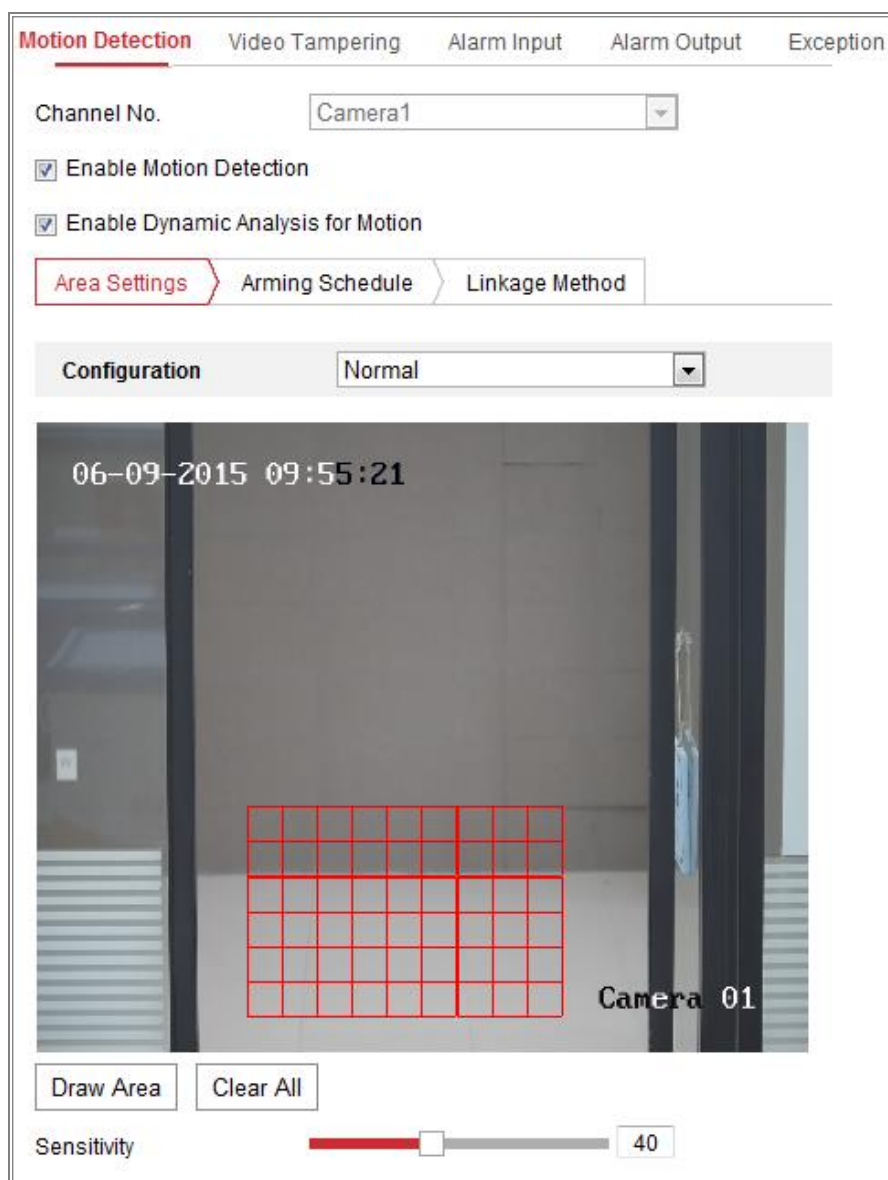 Motion Detection Video Tampering Alarm Input Alarm Output Exception
Channel No. Camera1
Enable Motion Detection
Enable Dynamic Analysis for Motion
Area Settings Arming Schedule Linkage Method
Configuration Normal
06-09-2015 09:55:21
Camera 01
Draw Area Clear All
Sensitivity 40